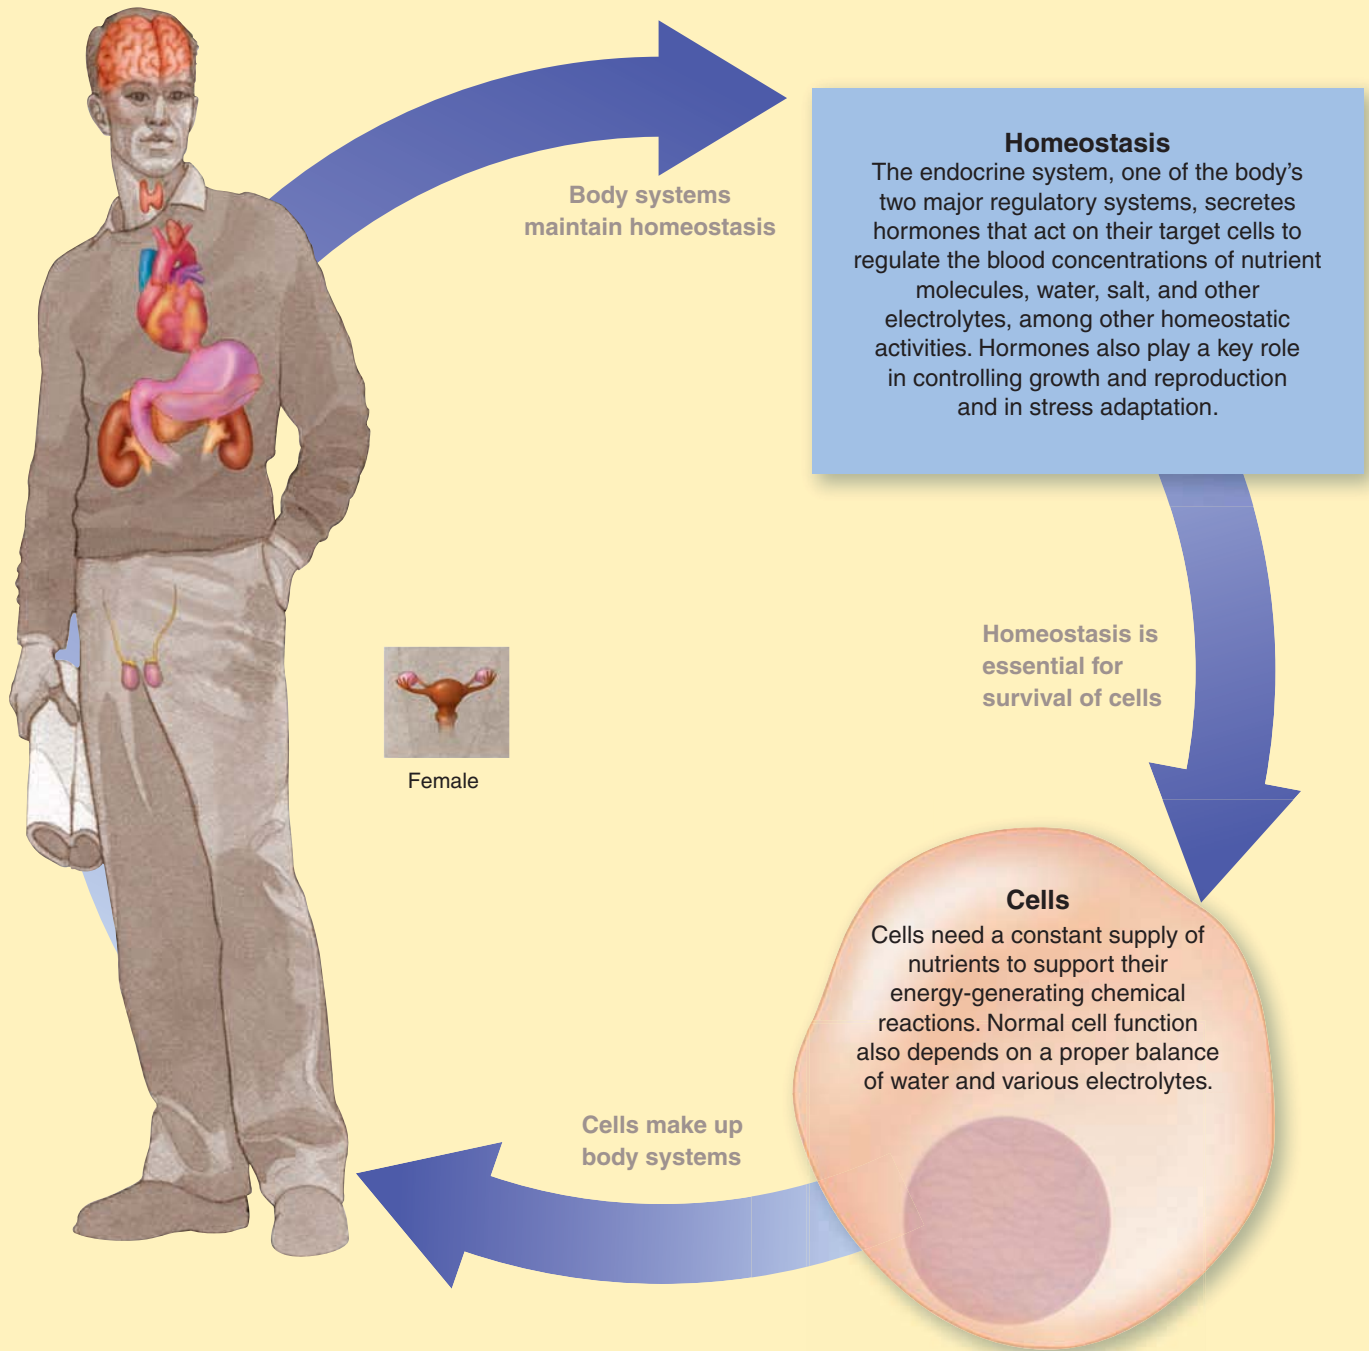 Body systems
maintain homeostasis
Homeostasis
The endocrine system, one of the body's
two major regulatory systems, secretes
hormones that act on their target cells to
regulate the blood concentrations of nutrient
molecules, water, salt, and other
electrolytes, among other homeostatic
activities. Hormones also play a key role
in controlling growth and reproduction
and in stress adaptation.
Homeostasis is
essential for
survival of cells
Female
Cells
Cells need a constant supply of
nutrients to support their
energy-generating chemical
reactions. Normal cell function
also depends on a proper balance
of water and various electrolytes.
Cells make up
body systems